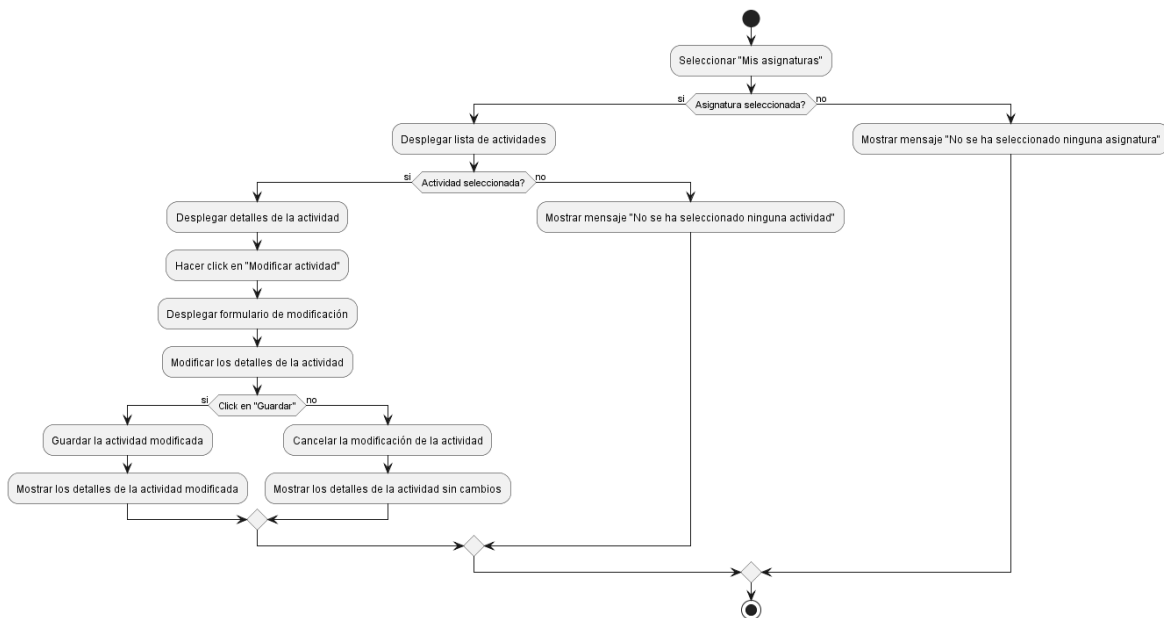 Seleccionar "Mis asignaturas"
si
Asignatura seleccionada?
no
Desplegar lista de actividades
Mostrar mensaje "No se ha seleccionado ninguna asignatura"
si
Actividad seleccionada?
no
Desplegar detalles de la actividad
Mostrar mensaje "No se ha seleccionado ninguna actividad"
Hacer click en "Modificar actividad"
Desplegar formulario de modificación
Modificar los detalles de la actividad
si
Click en "Guardar"
no
Guardar la actividad modificada
Cancelar la modificación de la actividad
Mostrar los detalles de la actividad modificada
Mostrar los detalles de la actividad sin cambios